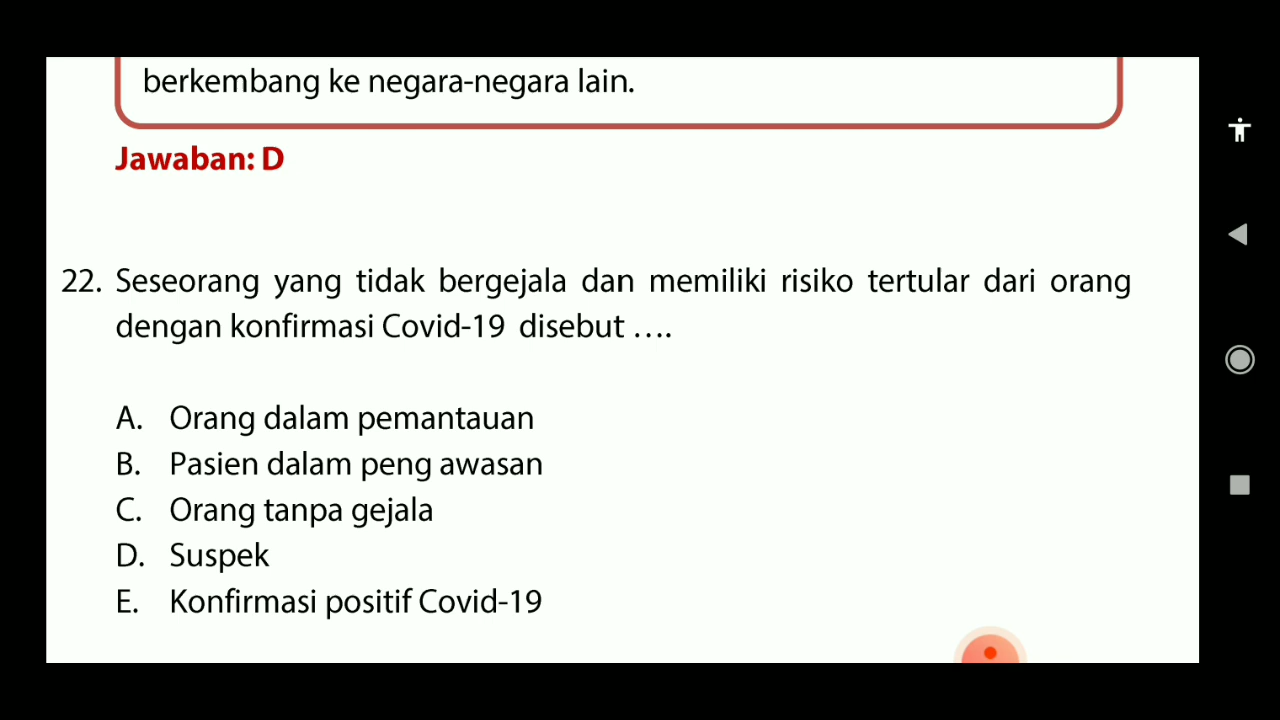 berkembang ke negara-negara lain.
Jawaban: D
22. Seseorang yang tidak bergejala dan memiliki risiko tertular dari orang
dengan konfirmasi Covid-19 disebut ....
A. Orang dalam pemantauan
B. Pasien dalam peng awasan
C. Orang tanpa gejala
D. Suspek
E. Konfirmasi positif Covid-19